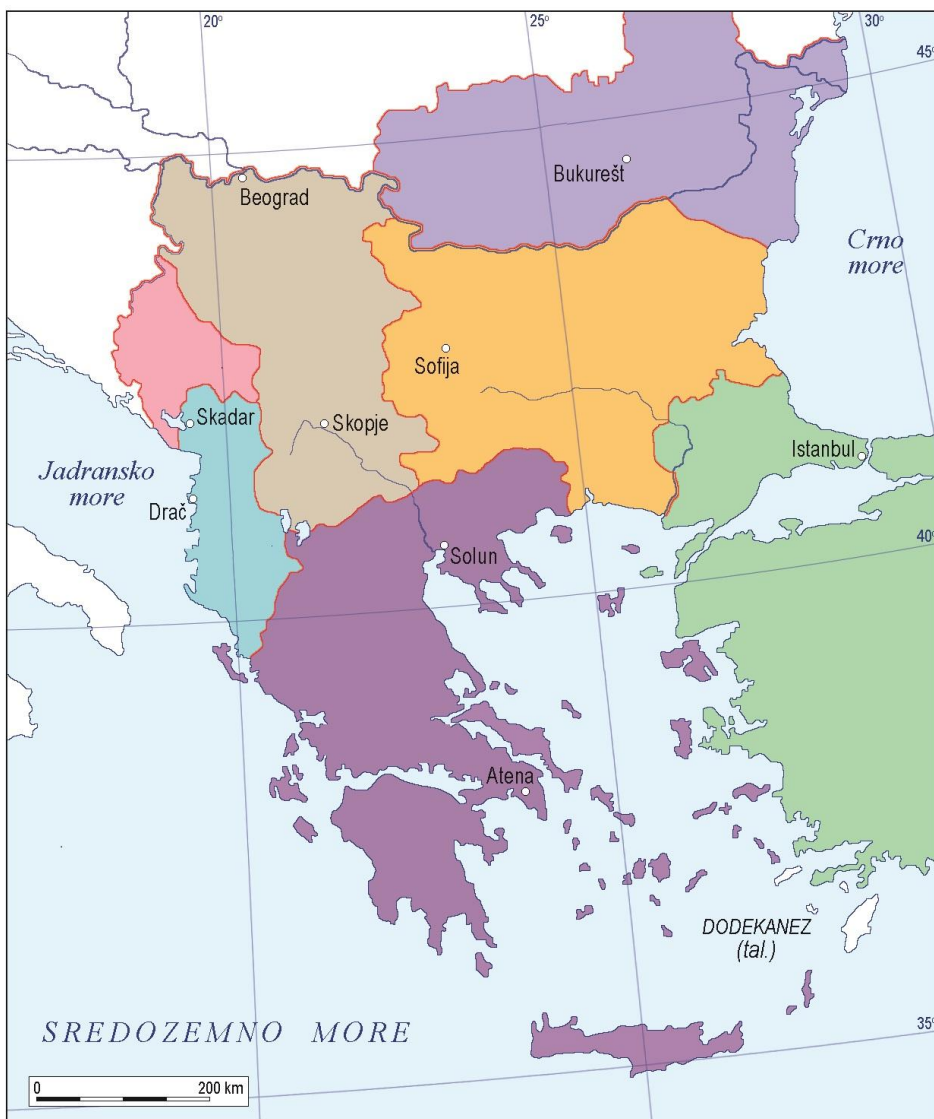 20°
25°
30°
45°
Beograd
Bukurešt
Crno
more
Sofija
Skadar
Skopje
Istanbul
Jadransko
more
Drač
Solun
40°
Atena
DODEKANEZ
(tal.)
SREDOZEMNO MORE
35°
0 200 km